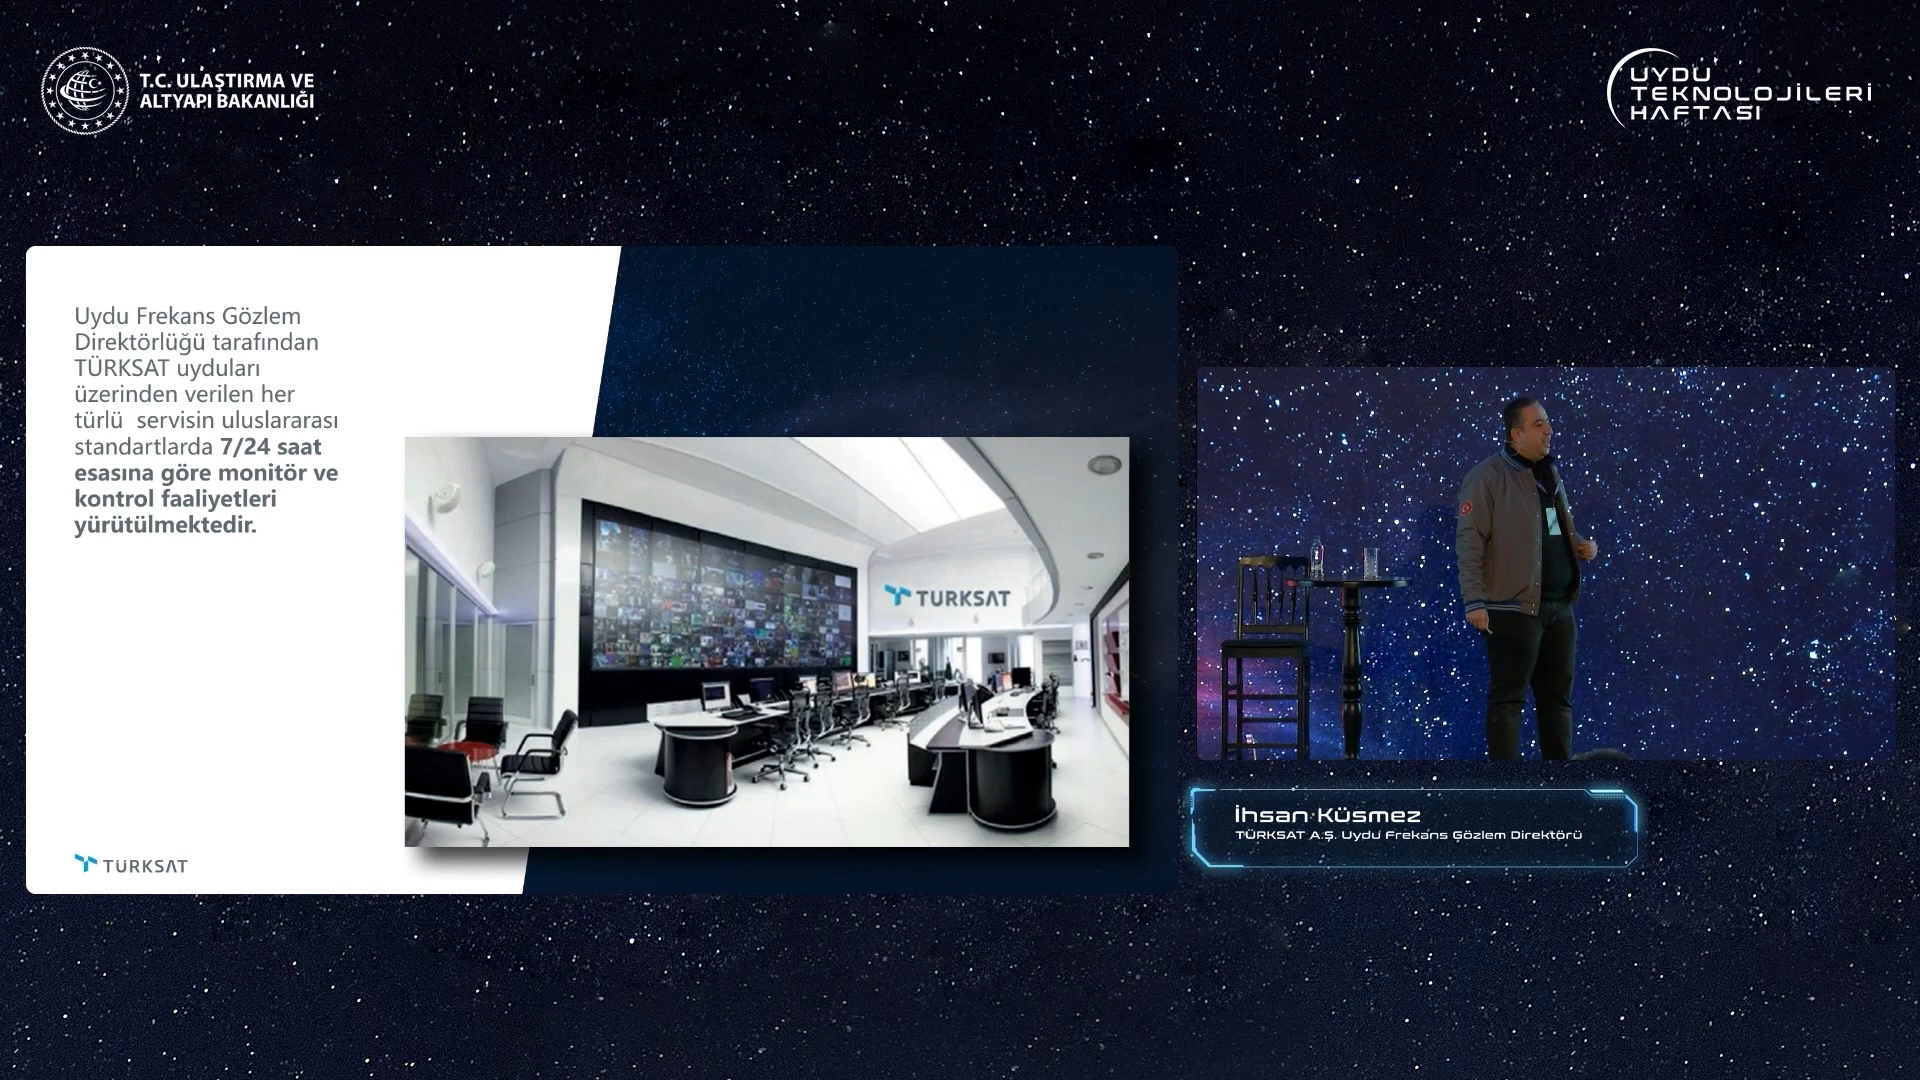 T.C. ULAŞTIRMA VE
ALTYAPI BAKANLIĞI
UYDU
TEKNOLOJİLERİ
HAFTASI
Uydu Frekans Gözlem
Direktörlüğü tarafından
TÜRKSAT uyduları
üzerinden verilen her
türlü  servisin uluslararası
standartlarda 7/24 saat
esasına göre monitör ve
kontrol faaliyetleri
yürütülmektedir.
TÜRKSAT
TÜRKSAT
İhsan Küsmez
TÜRKSAT A.Ş. Uydu Frekans Gözlem Direktörü